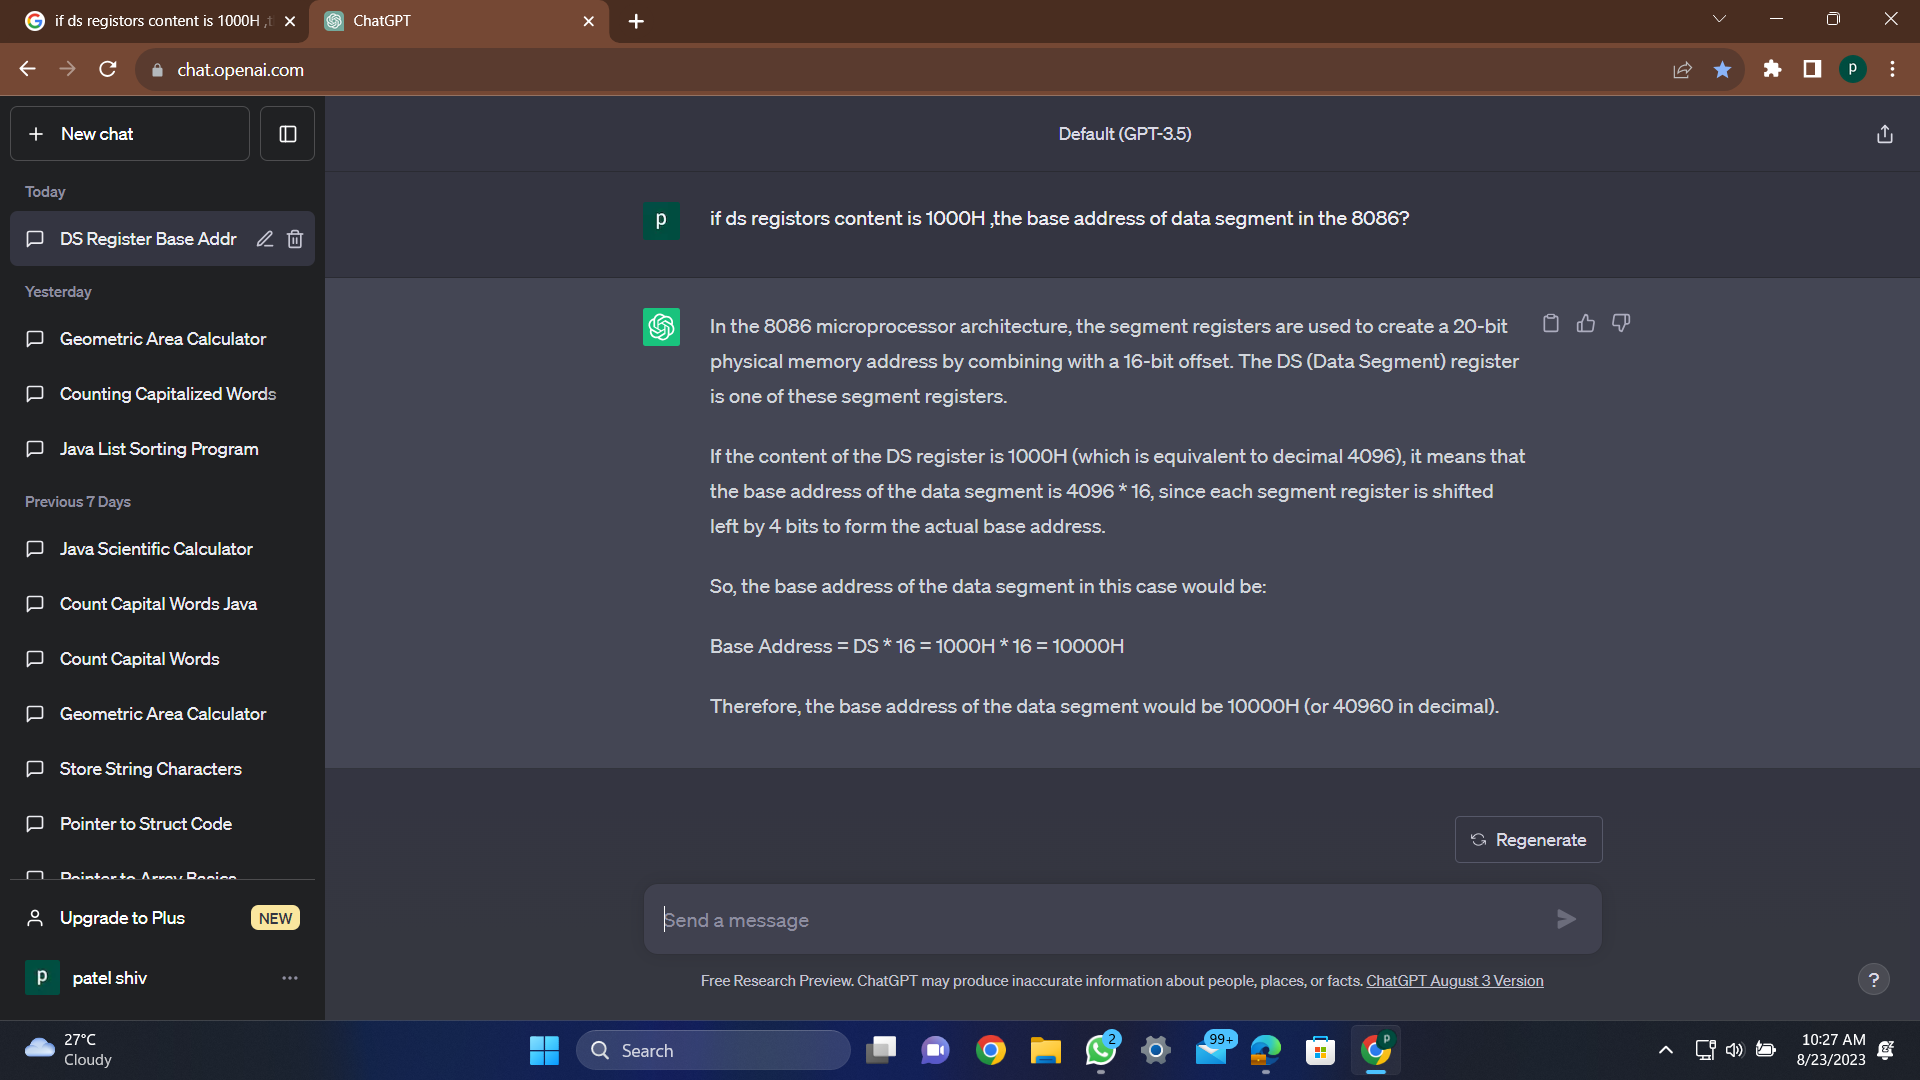 if ds registors content is 1000H ,t
ChatGPT
chat.openai.com
p
New chat
Default (GPT-3.5)
Today
DS Register Base Addr
Yesterday
Geometric Area Calculator
Counting Capitalized Words
Java List Sorting Program
Previous 7 Days
Java Scientific Calculator
Count Capital Words Java
Count Capital Words
Geometric Area Calculator
Store String Characters
Pointer to Struct Code
Pointer to Array Basics
Upgrade to Plus NEW
p patel shiv
p if ds registors content is 1000H ,the base address of data segment in the 8086?
In the 8086 microprocessor architecture, the segment registers are used to create a 20-bit
physical memory address by combining with a 16-bit offset. The DS (Data Segment) register
is one of these segment registers.
If the content of the DS register is 1000H (which is equivalent to decimal 4096), it means that
the base address of the data segment is 4096 * 16, since each segment register is shifted
left by 4 bits to form the actual base address.
So, the base address of the data segment in this case would be:
Base Address = DS * 16 = 1000H * 16 = 10000H
Therefore, the base address of the data segment would be 10000H (or 40960 in decimal).
Regenerate
Send a message
Free Research Preview. ChatGPT may produce inaccurate information about people, places, or facts. ChatGPT August 3 Version
?
27°C
Cloudy
Search
2
99+
P
10:27 AM
8/23/2023